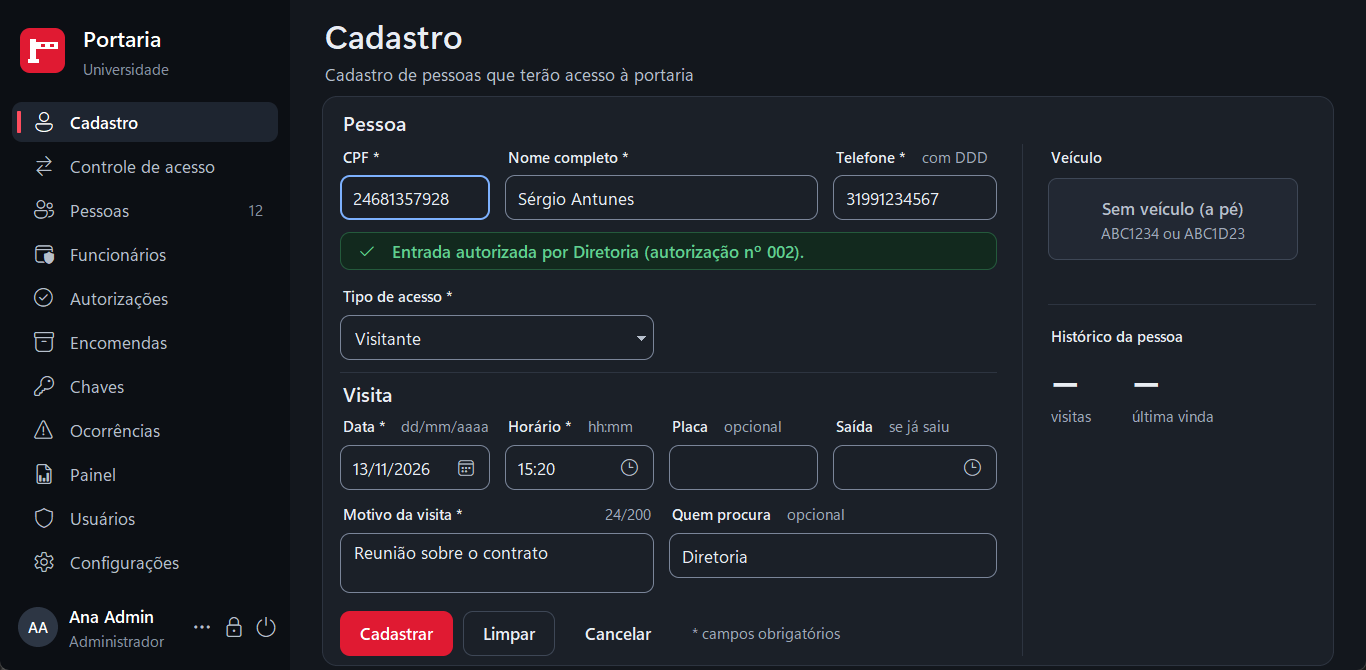 Portaria
Universidade
Cadastro
Controle de acesso
Pessoas 12
Funcionários
Autorizações
Encomendas
Chaves
Ocorrências
Painel
Usuários
Configurações
AA
Ana Admin
Administrador
Cadastro
Cadastro de pessoas que terão acesso à portaria
Pessoa
CPF * Nome completo * Telefone * com DDD
24681357928 Sérgio Antunes 31991234567
Entrada autorizada por Diretoria (autorização nº 002).
Tipo de acesso *
Visitante
Visita
Data * dd/mm/aaaa Horário * hh:mm Placa opcional Saída se já saiu
13/11/2026 15:20
Motivo da visita * 24/200 Quem procura opcional
Reunião sobre o contrato Diretoria
Cadastrar Limpar Cancelar * campos obrigatórios
Veículo
Sem veículo (a pé)
ABC1234 ou ABC1D23
Histórico da pessoa
— —
visitas última vinda